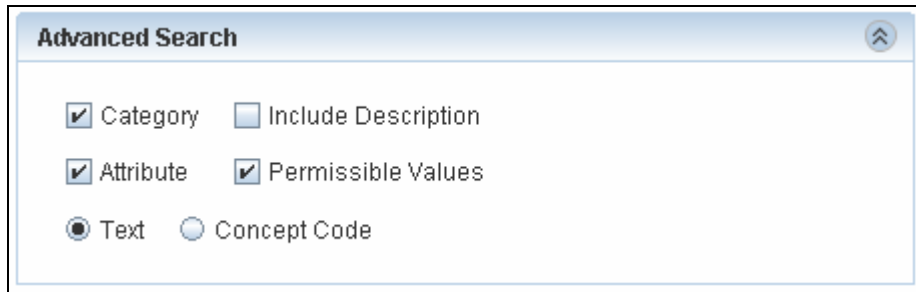 Advanced Search
Category Include Description
Attribute Permissible Values
Text Concept Code